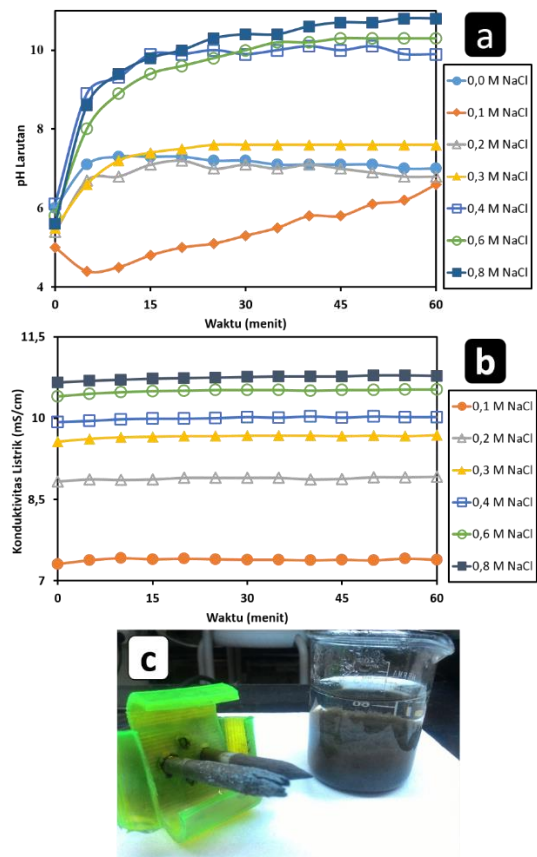 a
10
8
6
4
pH Larutan
0 15 30 45 60
Waktu (menit)
0,0 M NaCl
0,1 M NaCl
0,2 M NaCl
0,3 M NaCl
0,4 M NaCl
0,6 M NaCl
0,8 M NaCl
b
11,5
10
8,5
7
Konduktivitas Listrik (mS/cm)
0 15 30 45 60
Waktu (menit)
0,1 M NaCl
0,2 M NaCl
0,3 M NaCl
0,4 M NaCl
0,6 M NaCl
0,8 M NaCl
c